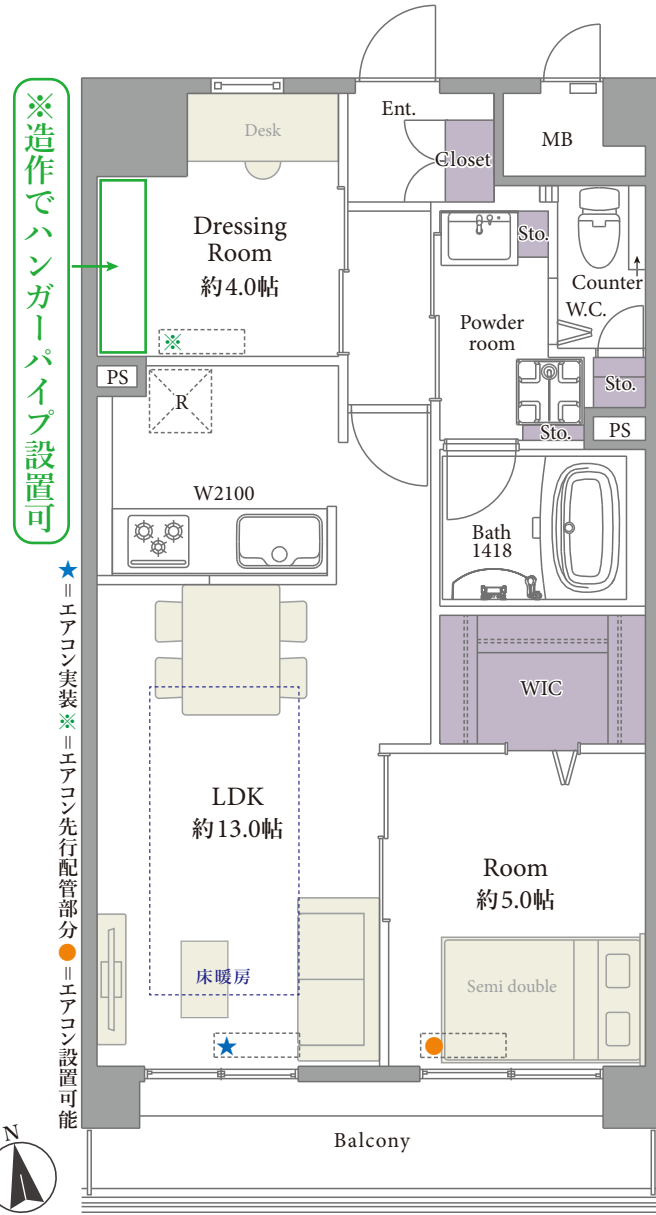 ※造作でハンガーパイプ設置可
Desk
Ent.
Closet
MB
Dressing
Room
約4.0帖
※
Sto.
Counter
W.C.
Powder
room
Sto.
Sto.
PS
PS
R
W2100
Bath
1418
WIC
LDK
約13.0帖
Room
約5.0帖
床暖房
Semi double
★
★=エアコン実装 ※=エアコン先行配管部分 ●=エアコン設置可能
Balcony
N